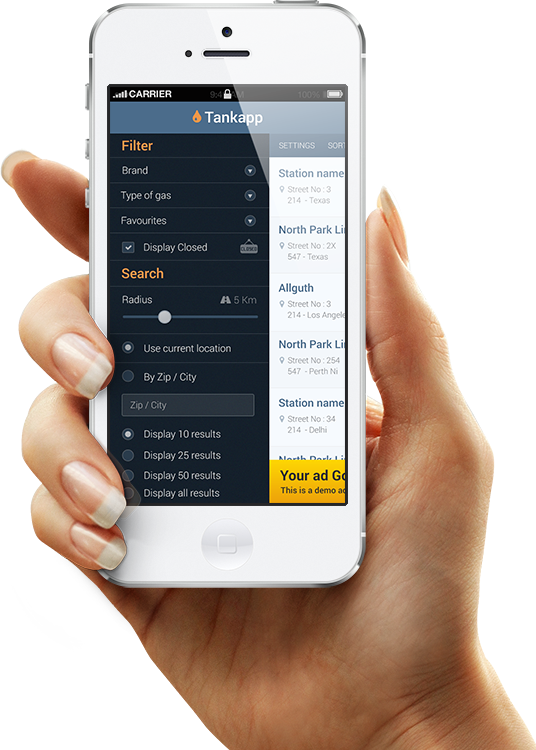 CARRIER 9:4 M 100%
Tankapp
Filter
Brand
Type of gas
Favourites
Display Closed CLOSED
Search
Radius 5 Km
Use current location
By Zip / City
Zip / City
Display 10 results
Display 25 results
Display 50 results
Display all results
SETTINGS SORT
Station name
Street No : 3
214 - Texas
North Park Li
Street No : 2X
547 - Texas
Allguth
Street No : 3
214 - Los Angele
North Park Li
Street No : 254
547 - Perth Ni
Station name
Street No : 34
214 - Delhi
North Park Li
Your ad Go
This is a demo ad